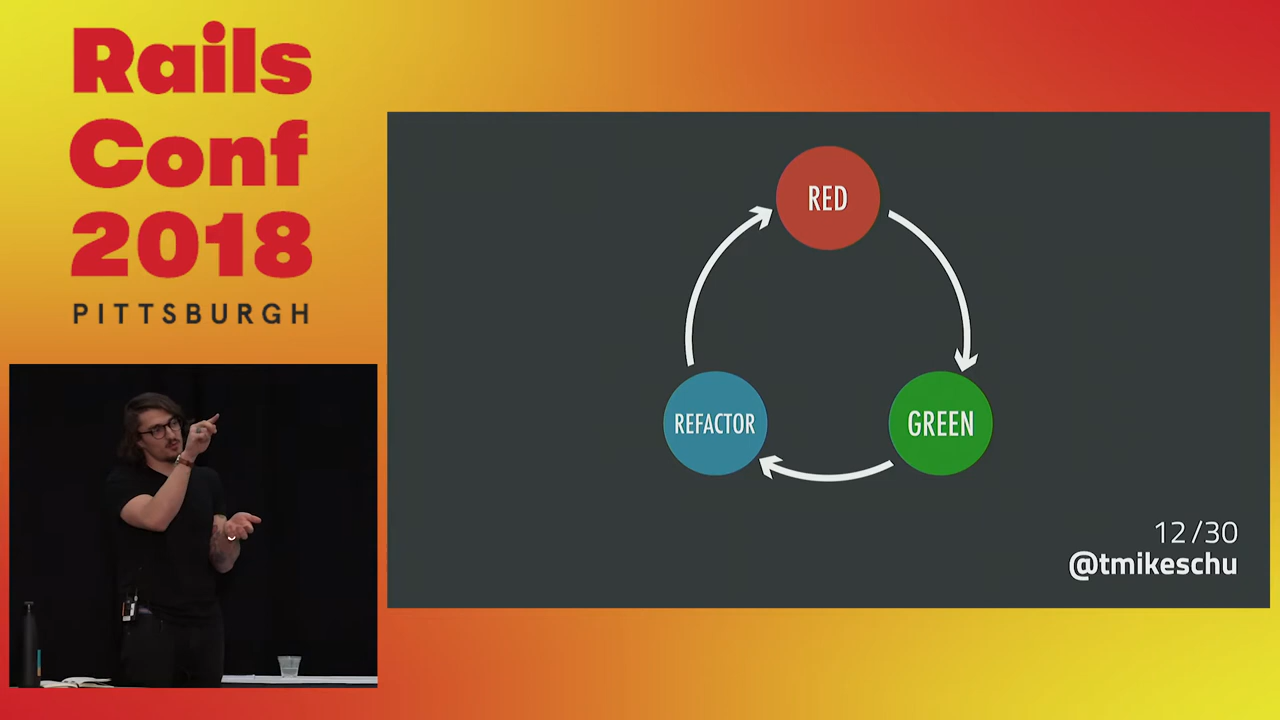 Rails
Conf
2018
PITTSBURGH
RED
REFACTOR
GREEN
12/30
@tmikeschu